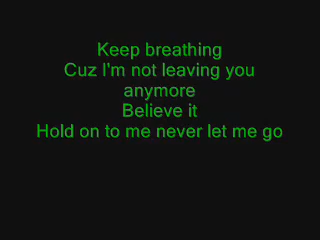 Keep breathing
Cuz I'm not leaving you
anymore
Believe it
Hold on to me never let me go